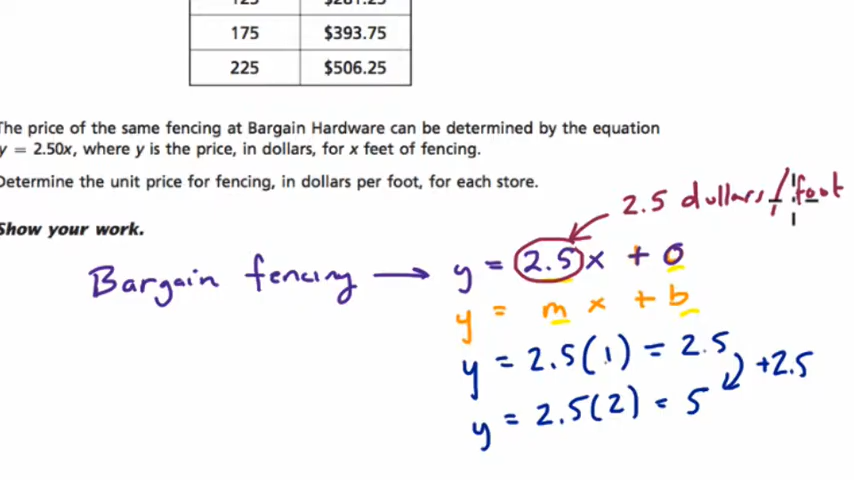 125 $281.25
175 $393.75
225 $506.25
The price of the same fencing at Bargain Hardware can be determined by the equation
y = 2.50x, where y is the price, in dollars, for x feet of fencing.
Determine the unit price for fencing, in dollars per foot, for each store.
Show your work.
2.5 dollars/foot
Bargain fencing → y = 2.5x + 0
y = mx + b
y = 2.5(1) = 2.5
+2.5
y = 2.5(2) = 5